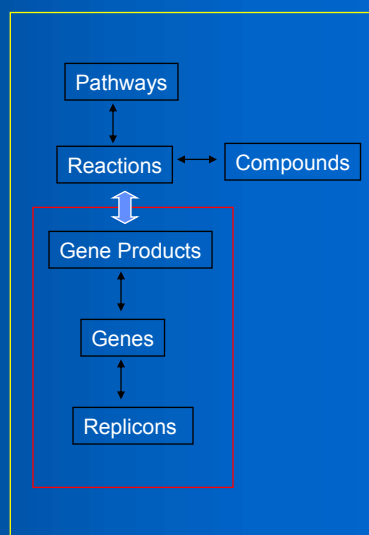 Pathways
Reactions
Compounds
Gene Products
Genes
Replicons